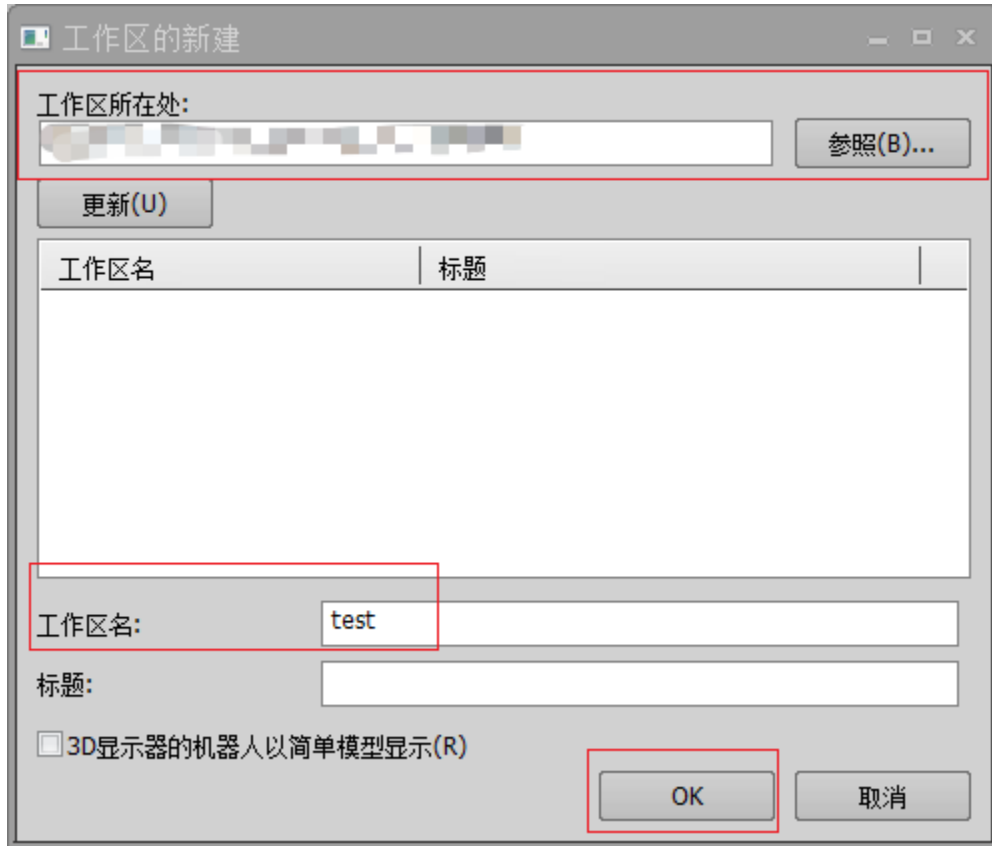 工作区的新建
工作区所在处:
参照(B)...
更新(U)
工作区名 标题
工作区名: test
标题:
3D显示器的机器人以简单模型显示(R)
OK 取消